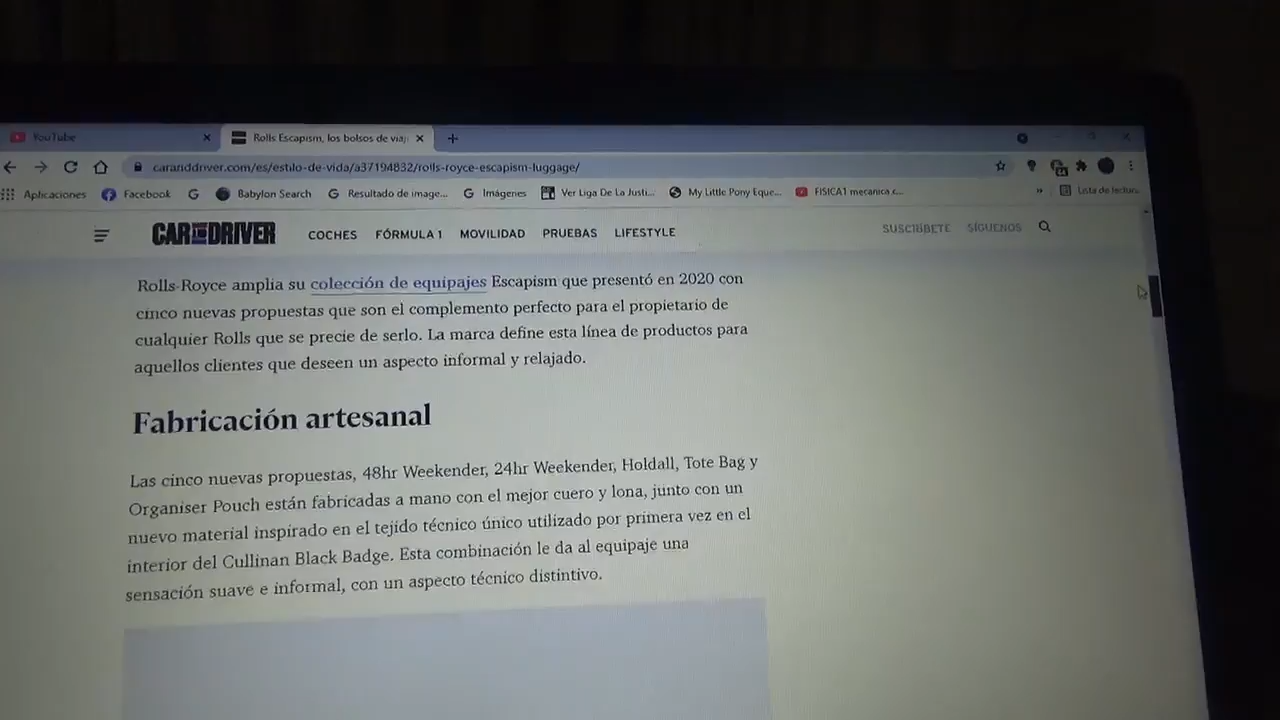 YouTube
Rolls Escapism, los bolsos de viaj
caranddriver.com/es/estilo-de-vida/a37194832/rolls-royce-escapism-luggage/
Aplicaciones Facebook Babylon Search Resultado de image... Imágenes Ver Liga De La Justi... My Little Pony Eque... FISICA1 mecanica c... » Lista de lectura
CAR AND DRIVER COCHES FÓRMULA 1 MOVILIDAD PRUEBAS LIFESTYLE SUSCRÍBETE SÍGUENOS
Rolls-Royce amplia su colección de equipajes Escapism que presentó en 2020 con
cinco nuevas propuestas que son el complemento perfecto para el propietario de
cualquier Rolls que se precie de serlo. La marca define esta línea de productos para
aquellos clientes que deseen un aspecto informal y relajado.
Fabricación artesanal
Las cinco nuevas propuestas, 48hr Weekender, 24hr Weekender, Holdall, Tote Bag y
Organiser Pouch están fabricadas a mano con el mejor cuero y lona, junto con un
nuevo material inspirado en el tejido técnico único utilizado por primera vez en el
interior del Cullinan Black Badge. Esta combinación le da al equipaje una
sensación suave e informal, con un aspecto técnico distintivo.